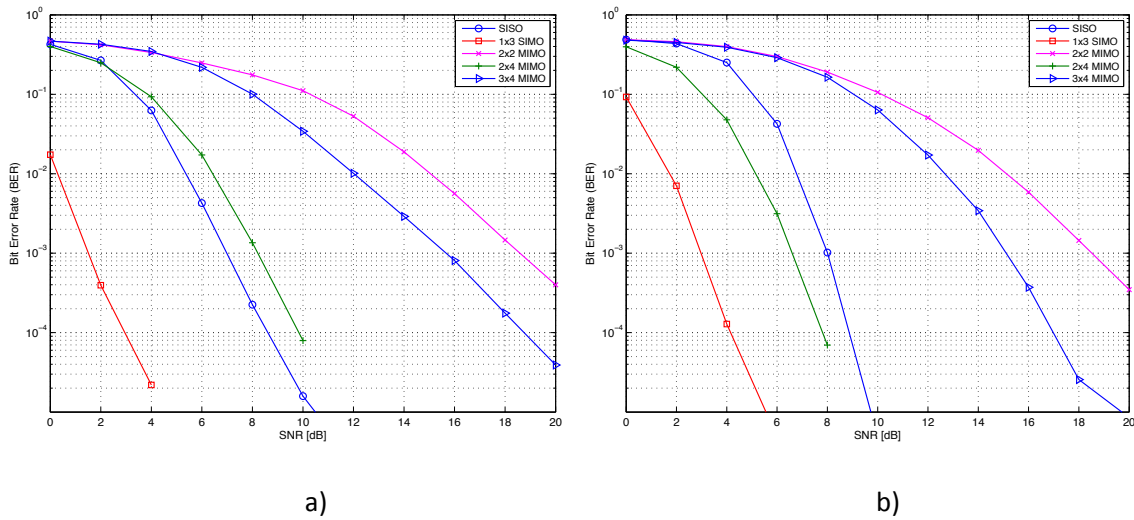 SISO
1x3 SIMO
2x2 MIMO
2x4 MIMO
3x4 MIMO
10⁰
10⁻¹
10⁻²
10⁻³
10⁻⁴
Bit Error Rate (BER)
0 2 4 6 8 10 12 14 16 18 20
SNR [dB]
a)
SISO
1x3 SIMO
2x2 MIMO
2x4 MIMO
3x4 MIMO
10⁰
10⁻¹
10⁻²
10⁻³
10⁻⁴
Bit Error Rate (BER)
0 2 4 6 8 10 12 14 16 18 20
SNR [dB]
b)